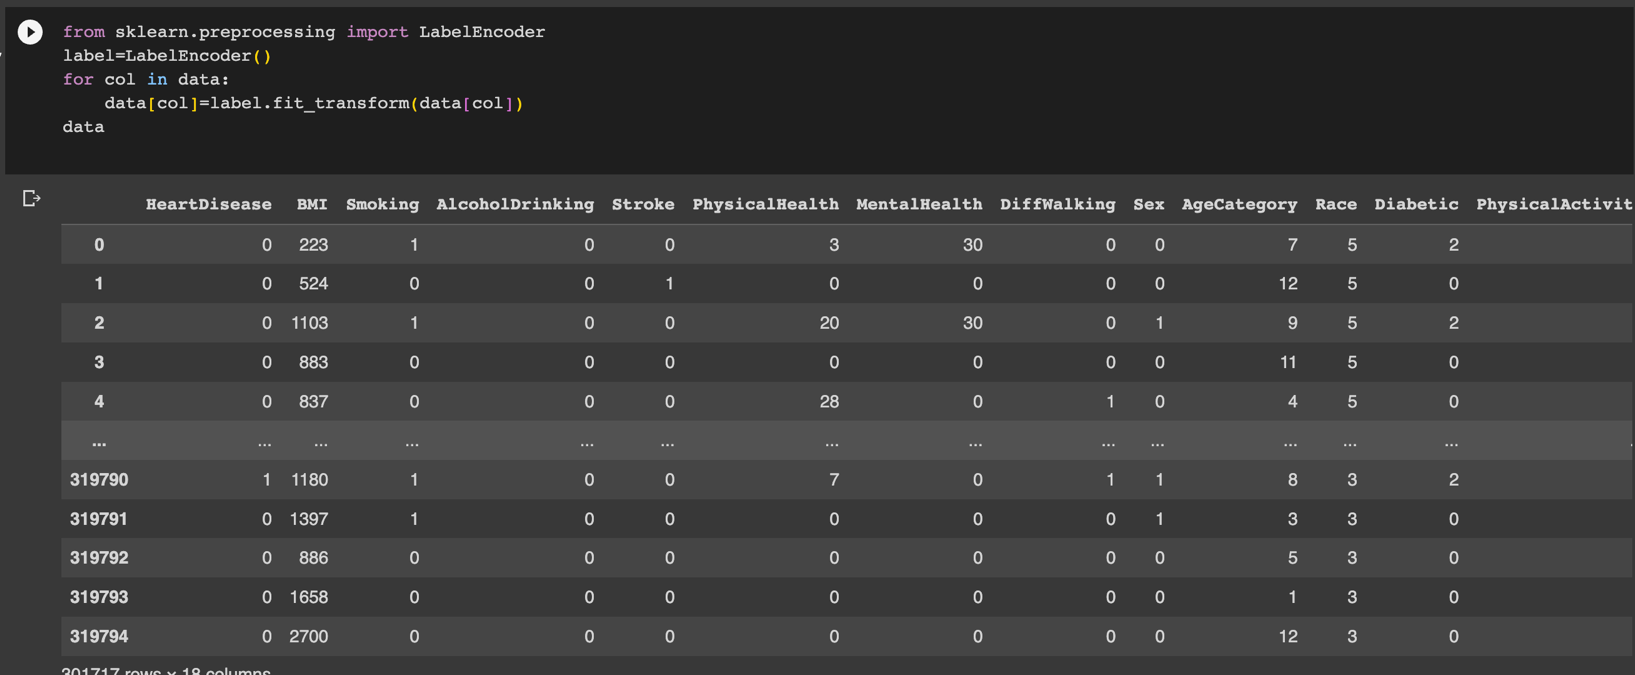 from sklearn.preprocessing import LabelEncoder
label=LabelEncoder()
for col in data:
    data[col]=label.fit_transform(data[col])
data
HeartDisease BMI Smoking AlcoholDrinking Stroke PhysicalHealth MentalHealth DiffWalking Sex AgeCategory Race Diabetic PhysicalActivit
0 0 223 1 0 0 3 30 0 0 7 5 2
1 0 524 0 0 1 0 0 0 0 12 5 0
2 0 1103 1 0 0 20 30 0 1 9 5 2
3 0 883 0 0 0 0 0 0 0 11 5 0
4 0 837 0 0 0 28 0 1 0 4 5 0
... ... ... ... ... ... ... ... ... ... ... ... ...
319790 1 1180 1 0 0 7 0 1 1 8 3 2
319791 0 1397 1 0 0 0 0 0 1 3 3 0
319792 0 886 0 0 0 0 0 0 0 5 3 0
319793 0 1658 0 0 0 0 0 0 0 1 3 0
319794 0 2700 0 0 0 0 0 0 0 12 3 0
301717 rows × 18 columns